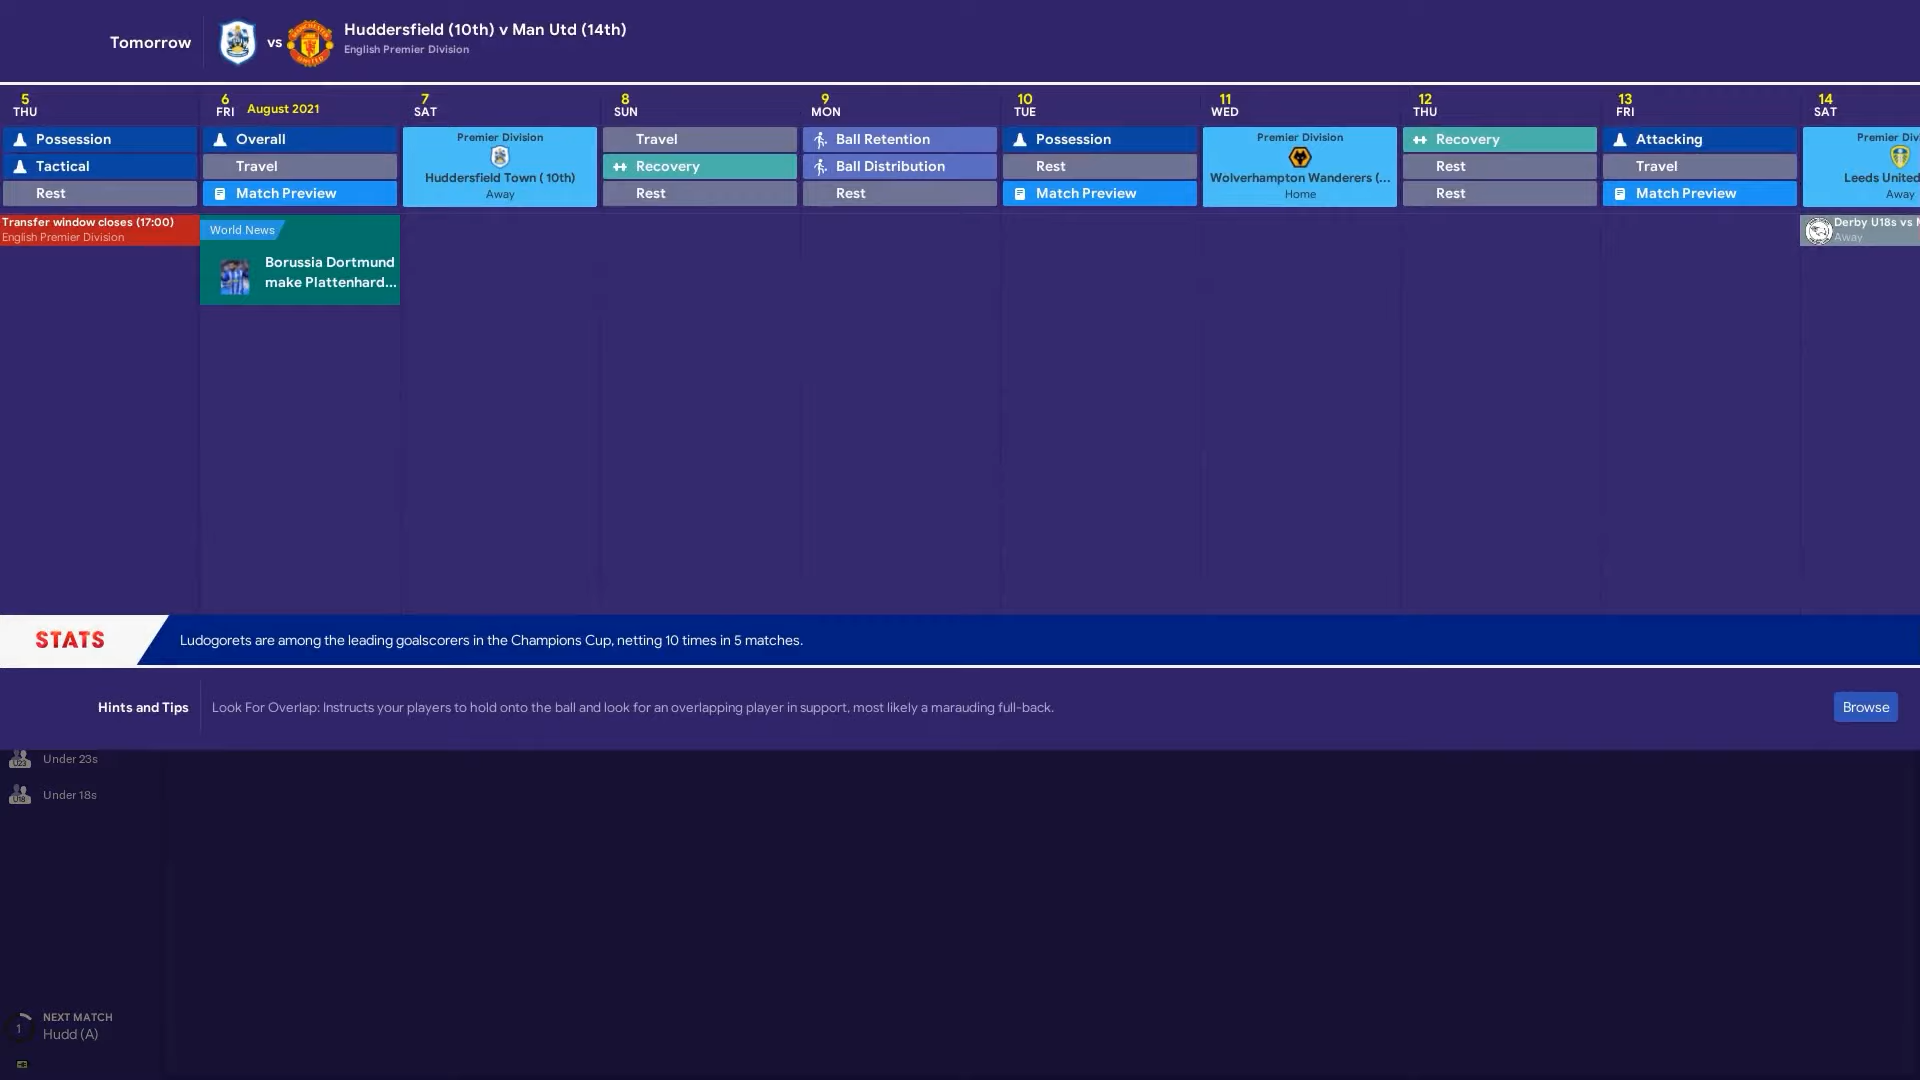 Tomorrow
vs
Huddersfield (10th) v Man Utd (14th)
English Premier Division
5
THU
6
FRI
August 2021
7
SAT
8
SUN
9
MON
10
TUE
11
WED
12
THU
13
FRI
14
SAT
Possession
Tactical
Rest
Overall
Travel
Match Preview
Premier Division
Huddersfield Town ( 10th)
Away
Travel
Recovery
Rest
Ball Retention
Ball Distribution
Rest
Possession
Rest
Match Preview
Premier Division
Wolverhampton Wanderers (...
Home
Recovery
Rest
Rest
Attacking
Travel
Match Preview
Premier Div
Leeds United
Away
Transfer window closes (17:00)
English Premier Division
World News
Borussia Dortmund
make Plattenhard...
Derby U18s vs
Away
STATS
Ludogorets are among the leading goalscorers in the Champions Cup, netting 10 times in 5 matches.
Hints and Tips
Look For Overlap: Instructs your players to hold onto the ball and look for an overlapping player in support, most likely a marauding full-back.
Browse
U23
Under 23s
U18
Under 18s
1
NEXT MATCH
Hudd (A)